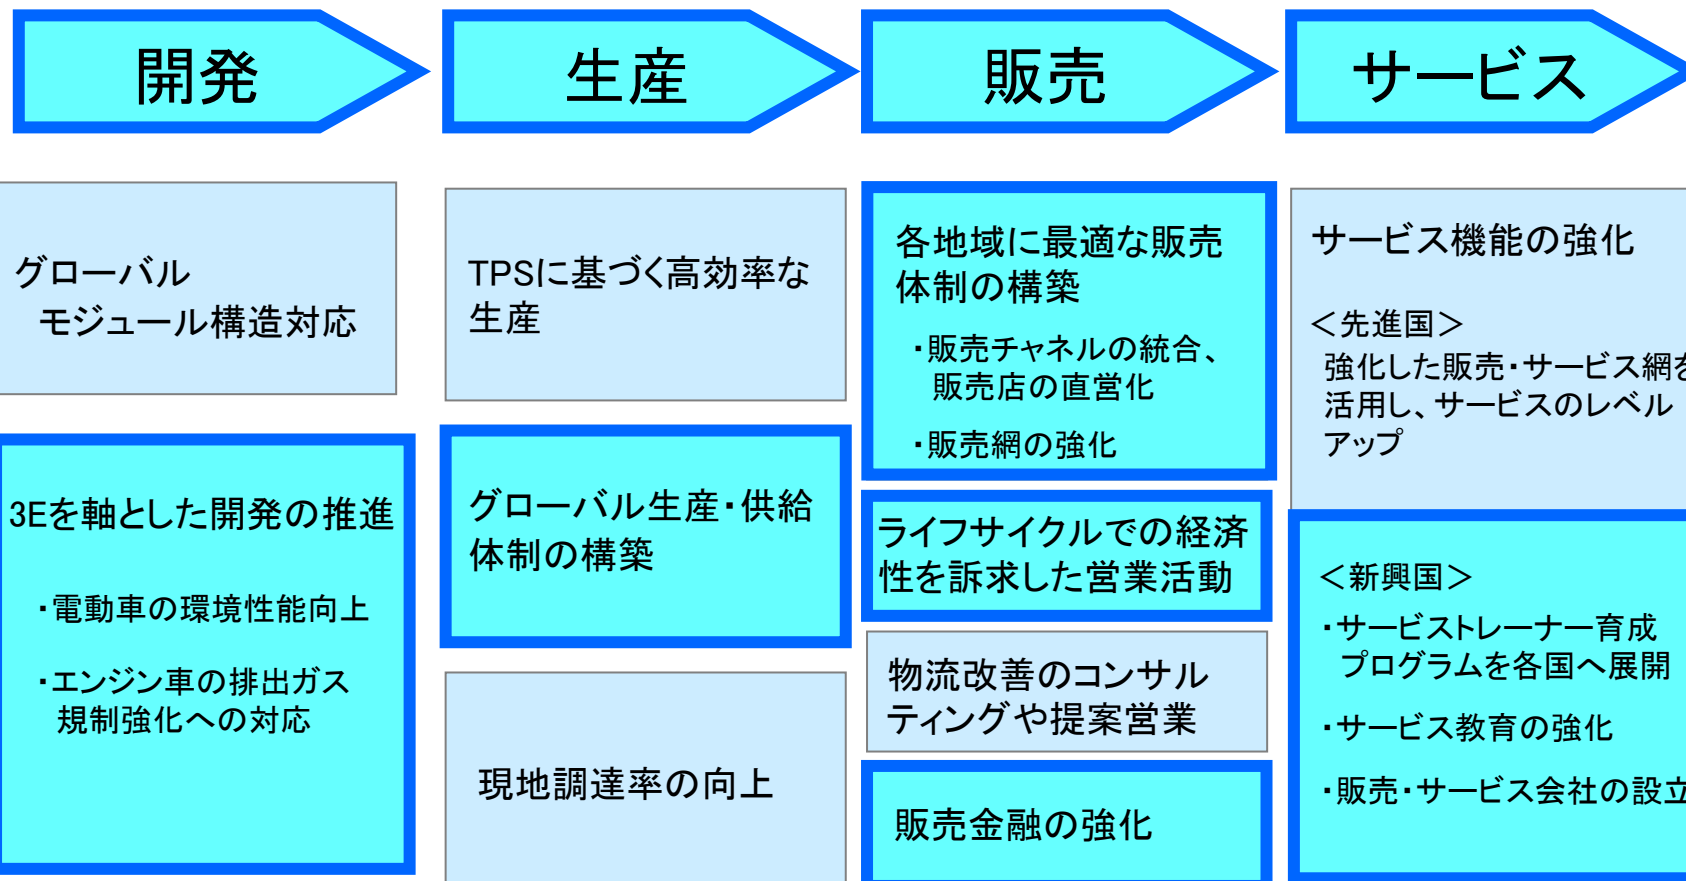 開発
生産
販売
サービス
グローバル
モジュール構造対応
3Eを軸とした開発の推進
・電動車の環境性能向上
・エンジン車の排出ガス
規制強化への対応
TPSに基づく高効率な
生産
グローバル生産・供給
体制の構築
現地調達率の向上
各地域に最適な販売
体制の構築
・販売チャネルの統合、
販売店の直営化
・販売網の強化
ライフサイクルでの経済
性を訴求した営業活動
物流改善のコンサル
ティングや提案営業
販売金融の強化
サービス機能の強化
＜先進国＞
強化した販売・サービス網を
活用し、サービスのレベル
アップ
＜新興国＞
・サービストレーナー育成
プログラムを各国へ展開
・サービス教育の強化
・販売・サービス会社の設立